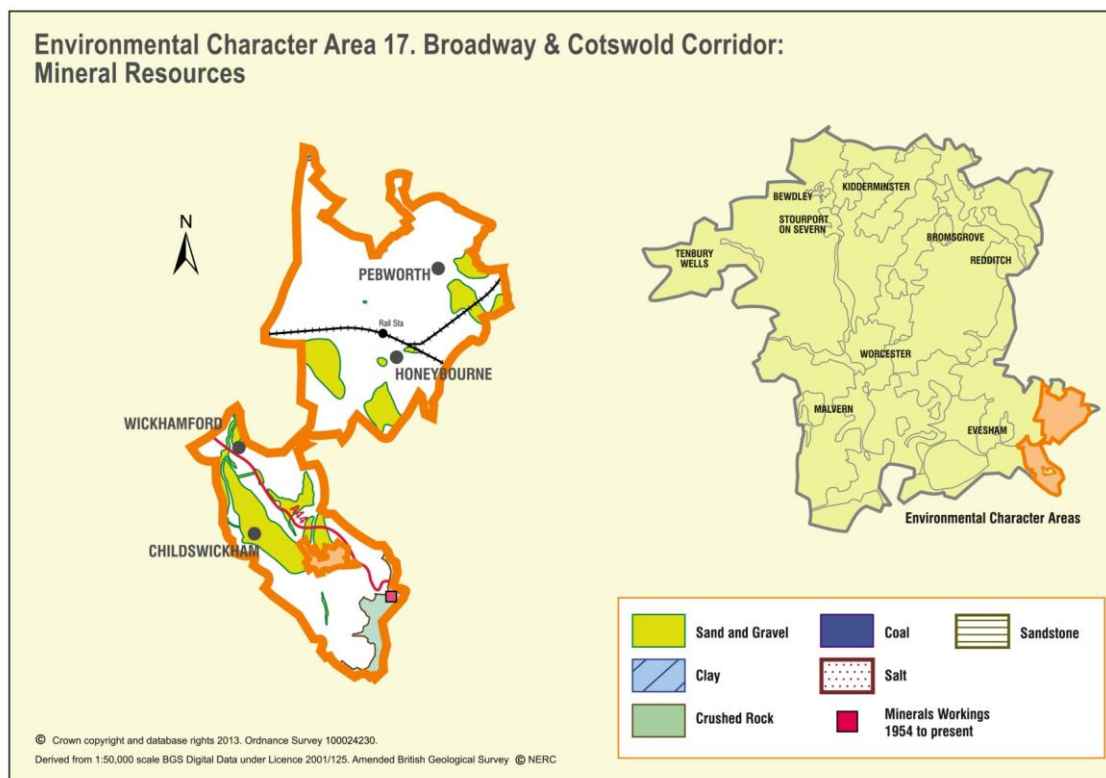 Environmental Character Area 17. Broadway & Cotswold Corridor:
Mineral Resources
N
PEBWORTH
Rail Sta
HONEYBOURNE
WICKHAMFORD
A44
CHILDSWICKHAM
KIDDERMINSTER
BEWDLEY
STOURPORT
ON SEVERN
BROMSGROVE
TENBURY
WELLS
REDDITCH
WORCESTER
MALVERN
EVESHAM
Environmental Character Areas
Sand and Gravel
Coal
Sandstone
Clay
Salt
Crushed Rock
Minerals Workings
1954 to present
© Crown copyright and database rights 2013. Ordnance Survey 100024230.
Derived from 1:50,000 scale BGS Digital Data under Licence 2001/125. Amended British Geological Survey © NERC